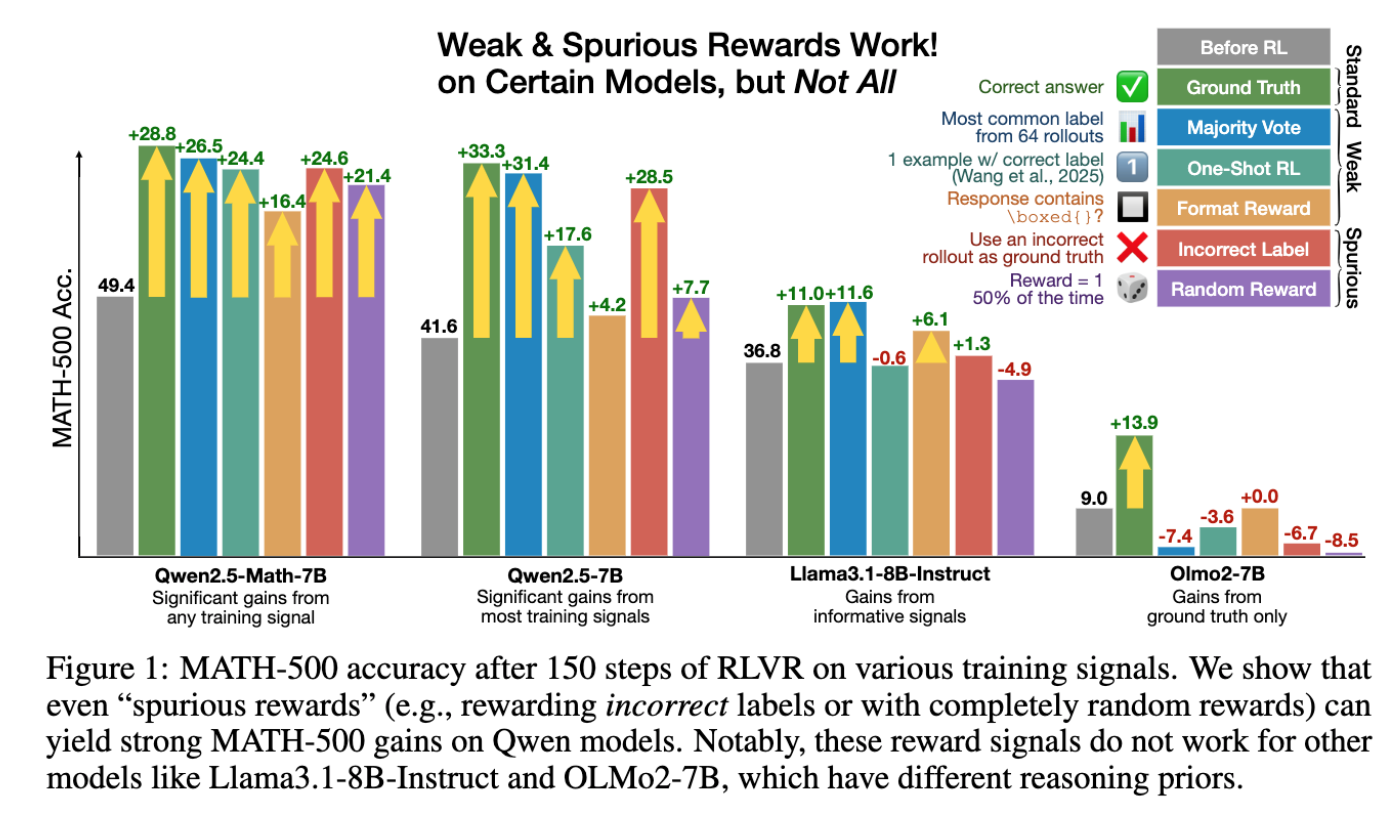 Weak & Spurious Rewards Work!
on Certain Models, but Not All
Before RL
Correct answer
Ground Truth
Most common label
from 64 rollouts
Majority Vote
1 example w/ correct label
(Wang et al., 2025)
1
One-Shot RL
Response contains
\boxed{}?
Format Reward
Use an incorrect
rollout as ground truth
Incorrect Label
Reward = 1
50% of the time
Random Reward
Standard
Weak
Spurious
MATH-500 Acc.
49.4
+28.8
+26.5
+24.4
+16.4
+24.6
+21.4
Qwen2.5-Math-7B
Significant gains from
any training signal
41.6
+33.3
+31.4
+17.6
+4.2
+28.5
+7.7
Qwen2.5-7B
Significant gains from
most training signals
36.8
+11.0
+11.6
-0.6
+6.1
+1.3
-4.9
Llama3.1-8B-Instruct
Gains from
informative signals
9.0
+13.9
-7.4
-3.6
+0.0
-6.7
-8.5
Olmo2-7B
Gains from
ground truth only
Figure 1: MATH-500 accuracy after 150 steps of RLVR on various training signals. We show that
even “spurious rewards” (e.g., rewarding incorrect labels or with completely random rewards) can
yield strong MATH-500 gains on Qwen models. Notably, these reward signals do not work for other
models like Llama3.1-8B-Instruct and OLMo2-7B, which have different reasoning priors.